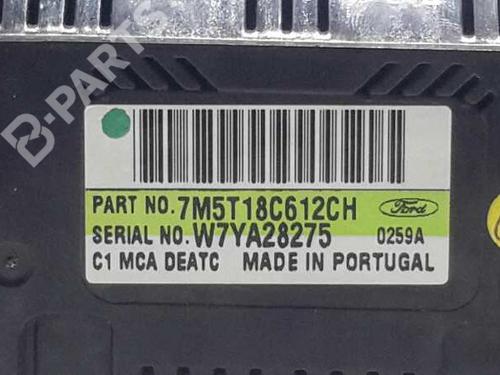 B-PARTS
PART NO. 7M5T18C612CH Ford
SERIAL NO. W7YA28275 0259A
C1 MCA DEATC MADE IN PORTUGAL